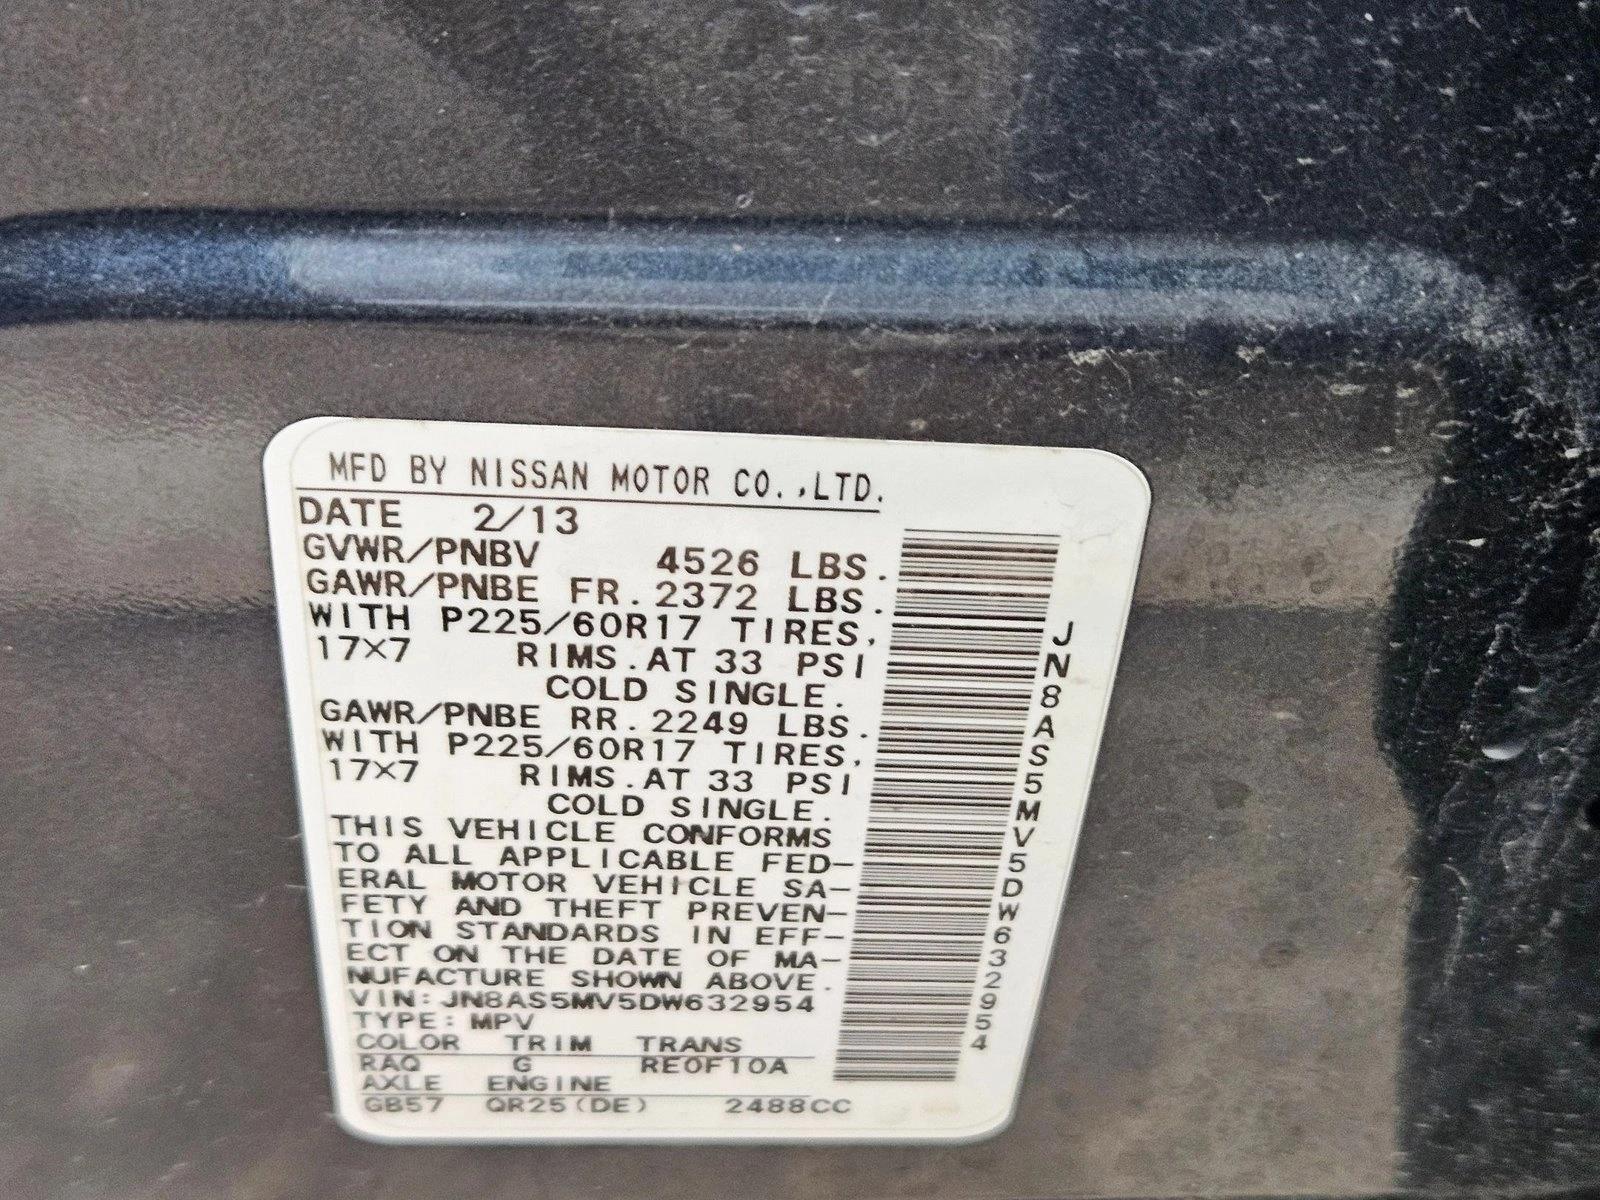 MFD BY NISSAN MOTOR CO.,LTD.
DATE 2/13
GVWR/PNBV 4526 LBS.
GAWR/PNBE FR. 2372 LBS.
WITH P225/60R17 TIRES,
17×7 RIMS.AT 33 PSI
COLD SINGLE.
GAWR/PNBE RR. 2249 LBS.
WITH P225/60R17 TIRES,
17×7 RIMS.AT 33 PSI
COLD SINGLE.
THIS VEHICLE CONFORMS
TO ALL APPLICABLE FED-
ERAL MOTOR VEHICLE SA-
FETY AND THEFT PREVEN-
TION STANDARDS IN EFF-
ECT ON THE DATE OF MA-
NUFACTURE SHOWN ABOVE.
VIN: JN8AS5MV5DW632954
TYPE: MPV
COLOR TRIM TRANS
RAQ G RE0F10A
AXLE ENGINE
GB57 QR25(DE) 2488CC
JN8AS5MV5DW632954